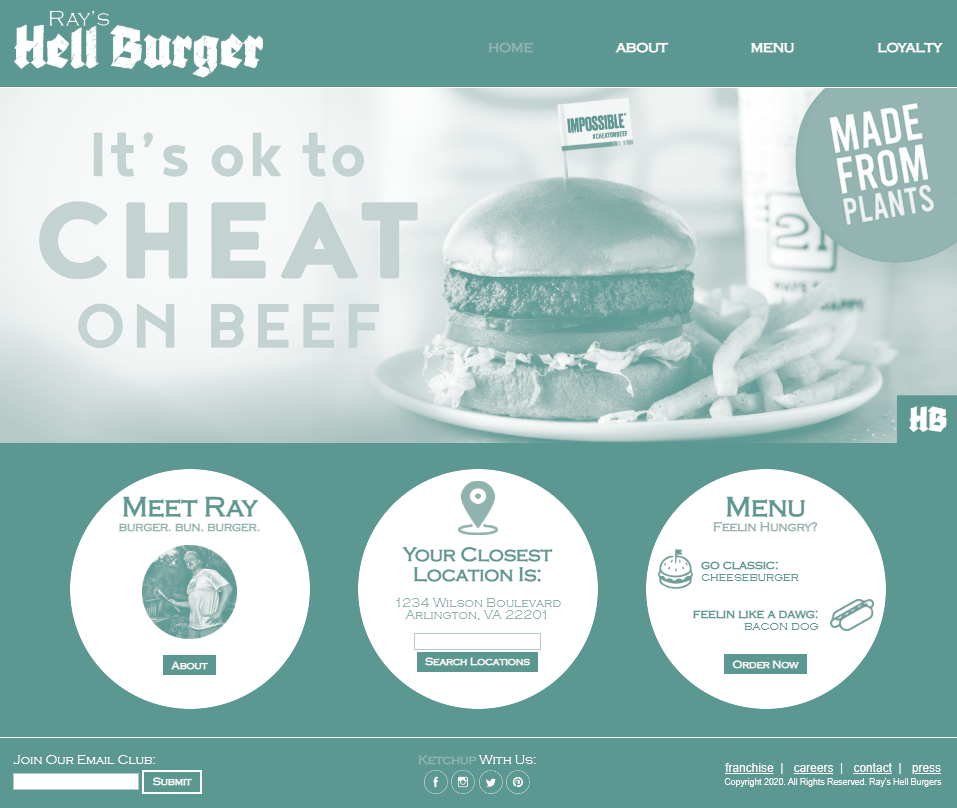 Ray's
Hell Burger
HOME
ABOUT
MENU
LOYALTY
It's ok to
CHEAT
ON BEEF
IMPOSSIBLE
#CHEATONBEEF
MADE
FROM
PLANTS
HB
Meet Ray
BURGER. BUN. BURGER.
About
Your Closest
Location Is:
1234 Wilson Boulevard
Arlington, VA 22201
Search Locations
Menu
Feelin Hungry?
GO CLASSIC:
CHEESEBURGER
FEELIN LIKE A DAWG:
BACON DOG
Order Now
Join Our Email Club:
Submit
Ketchup With Us:
franchise | careers | contact | press
Copyright 2020. All Rights Reserved. Ray's Hell Burgers